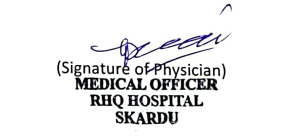 (Signature of Physician)
MEDICAL OFFICER
RHQ HOSPITAL
SKARDU